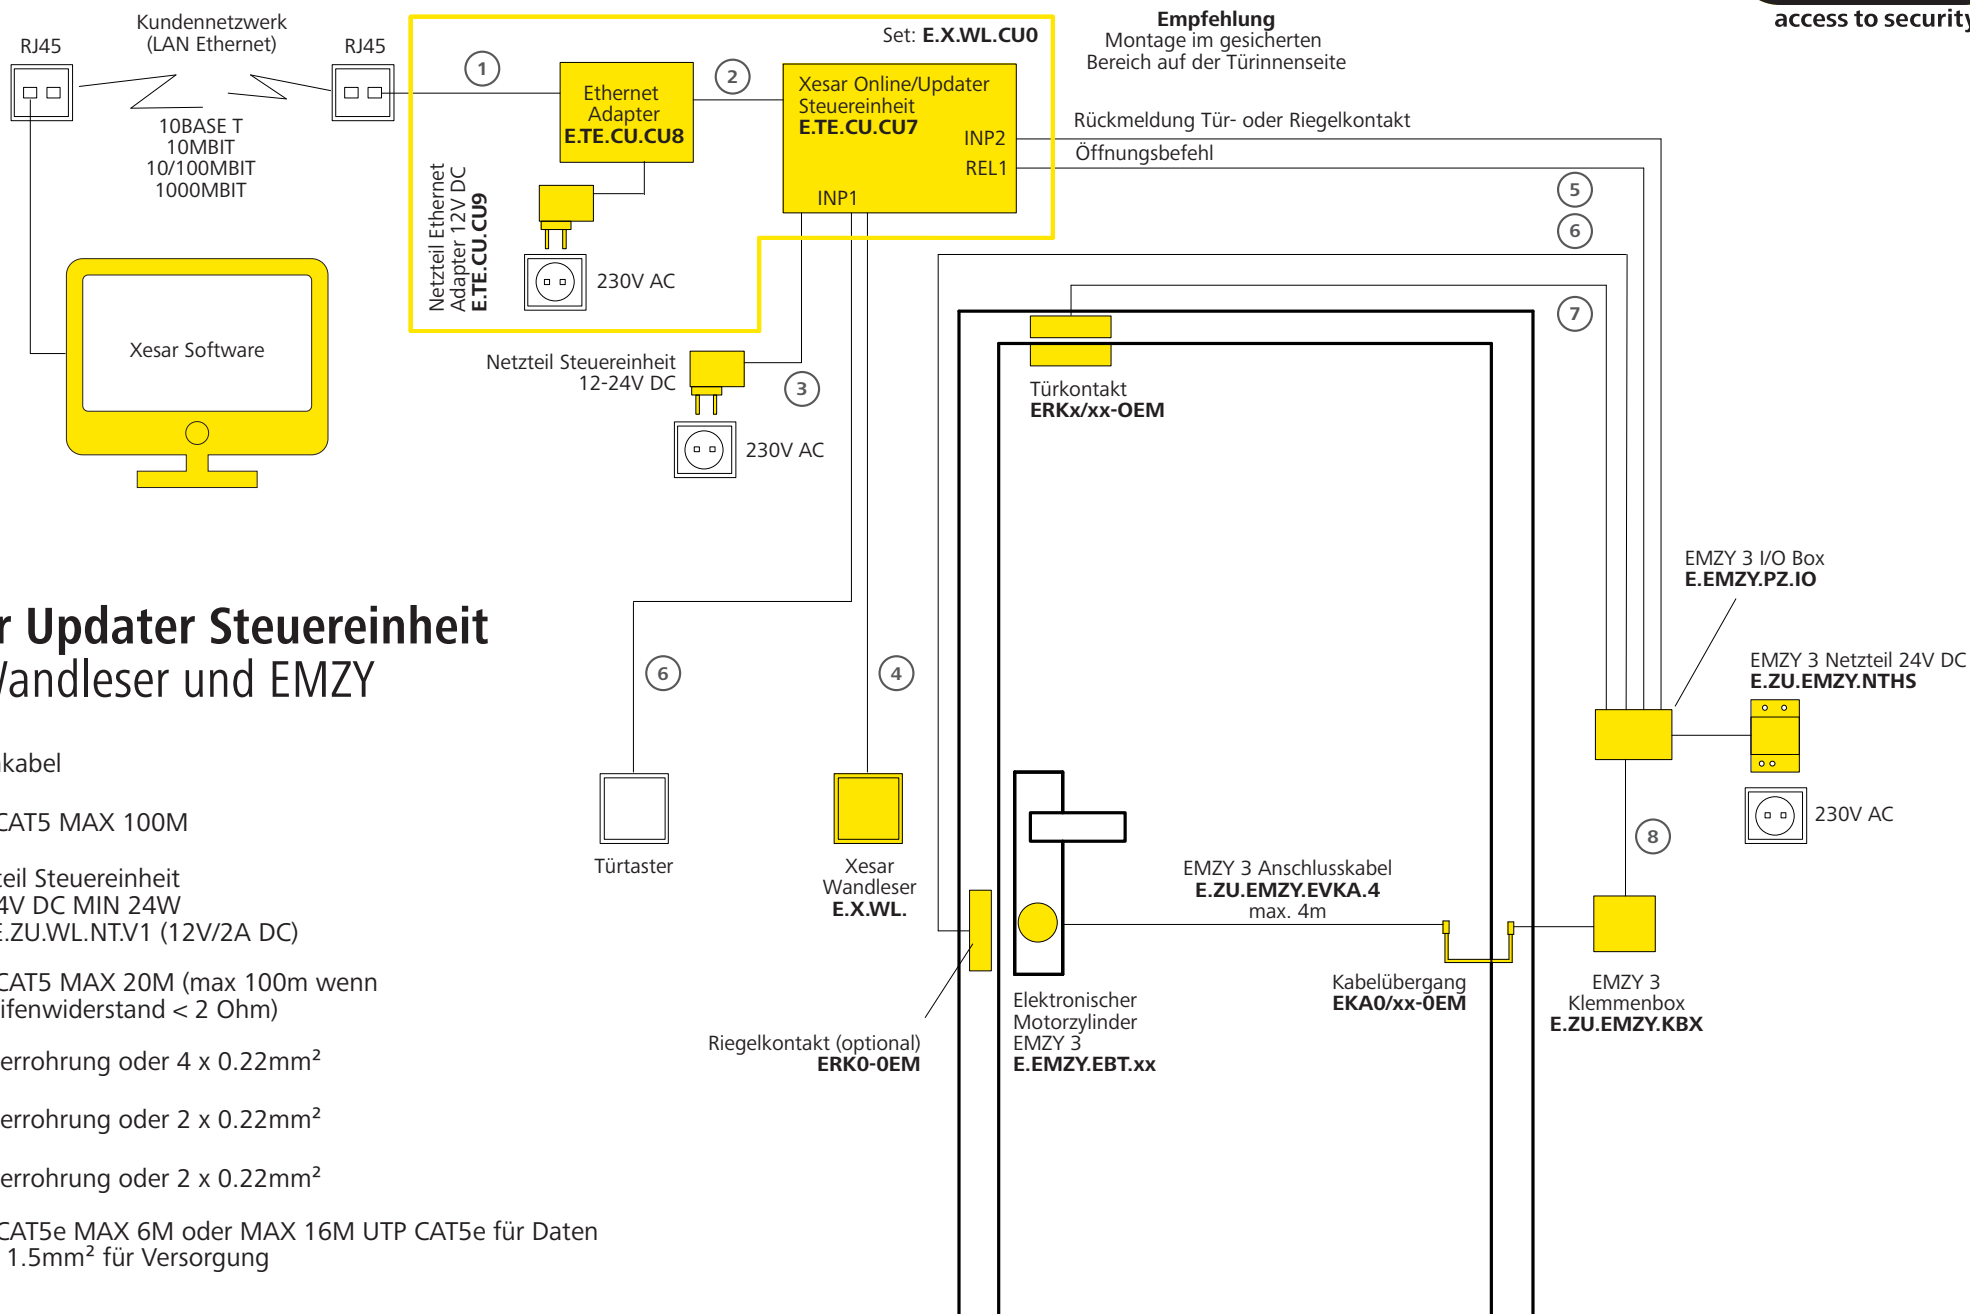 access to security
Kundennetzwerk
(LAN Ethernet)
RJ45
RJ45
10BASE T
10MBIT
10/100MBIT
1000MBIT
Xesar Software
Set: E.X.WL.CU0
1
2
Ethernet
Adapter
E.TE.CU.CU8
Xesar Online/Updater
Steuereinheit
E.TE.CU.CU7
INP2
REL1
INP1
Netzteil Ethernet
Adapter 12V DC
E.TE.CU.CU9
230V AC
Empfehlung
Montage im gesicherten
Bereich auf der Türinnenseite
Rückmeldung Tür- oder Riegelkontakt
Öffnungsbefehl
5
6
7
Netzteil Steuereinheit
12-24V DC
3
230V AC
Türkontakt
ERKx/xx-OEM
EMZY 3 I/O Box
E.EMZY.PZ.IO
EMZY 3 Netzteil 24V DC
E.ZU.EMZY.NTHS
230V AC
8
6
4
Türtaster
Xesar
Wandleser
E.X.WL.
EMZY 3 Anschlusskabel
E.ZU.EMZY.EVKA.4
max. 4m
Kabelübergang
EKA0/xx-0EM
EMZY 3
Klemmenbox
E.ZU.EMZY.KBX
Elektronischer
Motorzylinder
EMZY 3
E.EMZY.EBT.xx
Riegelkontakt (optional)
ERK0-0EM
r Updater Steuereinheit
Wandleser und EMZY
kabel
CAT5 MAX 100M
teil Steuereinheit
4V DC MIN 24W
E.ZU.WL.NT.V1 (12V/2A DC)
CAT5 MAX 20M (max 100m wenn
ifenwiderstand < 2 Ohm)
errohrung oder 4 x 0.22mm²
errohrung oder 2 x 0.22mm²
errohrung oder 2 x 0.22mm²
CAT5e MAX 6M oder MAX 16M UTP CAT5e für Daten
1.5mm² für Versorgung